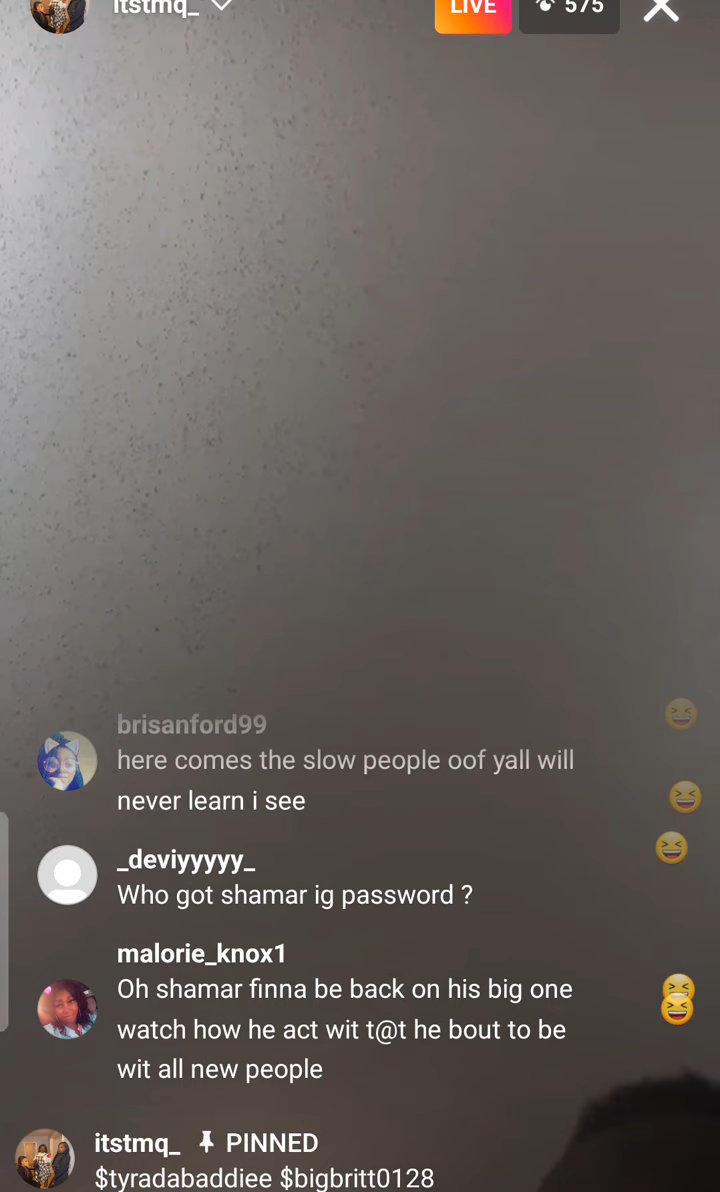 itstmq_
LIVE
575
brisanford99
here comes the slow people oof yall will
never learn i see
_deviyyyyy_
Who got shamar ig password ?
malorie_knox1
Oh shamar finna be back on his big one
watch how he act wit t@t he bout to be
wit all new people
itstmq_ PINNED
$tyradabaddiee $bigbritt0128